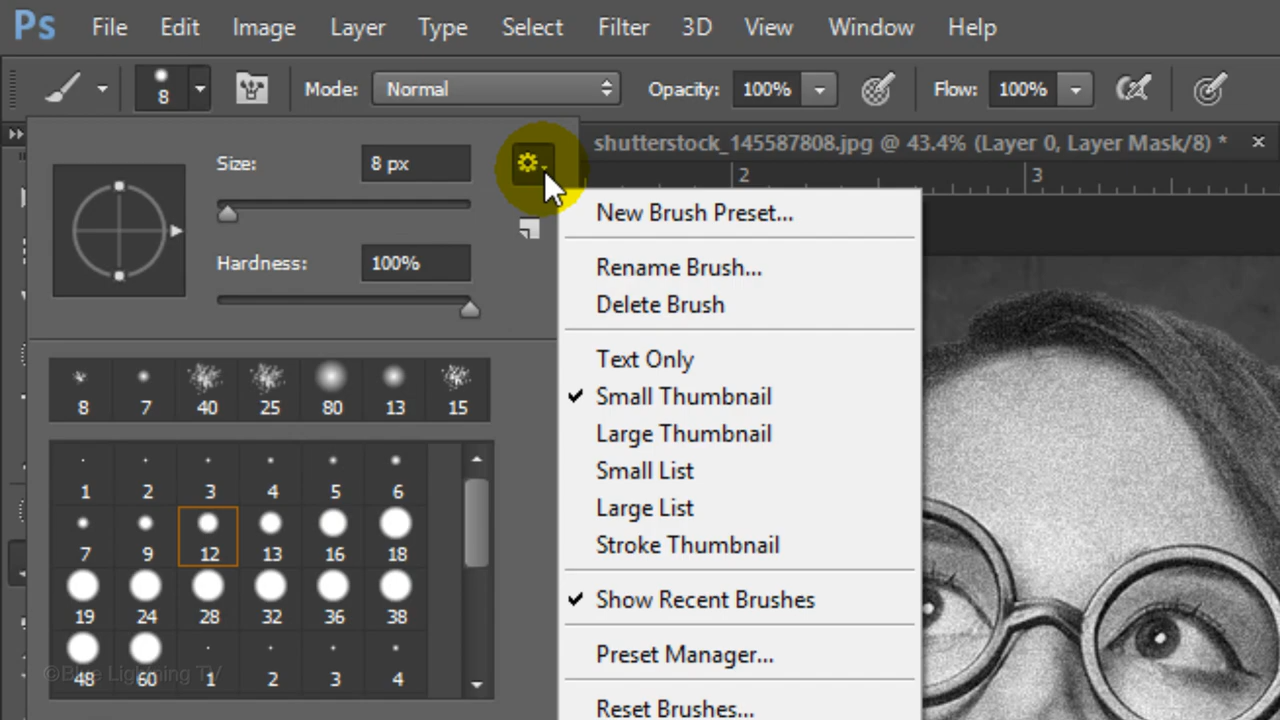 Ps File Edit Image Layer Type Select Filter 3D View Window Help
8 Mode: Normal Opacity: 100% Flow: 100%
shutterstock_145587808.jpg @ 43.4% (Layer 0, Layer Mask/8) * ×
2 3
Size: 8 px
Hardness: 100%
8 7 40 25 80 13 15
1 2 3 4 5 6
7 9 12 13 16 18
19 24 28 32 36 38
48 60 1 2 3 4
©Blue Lightning TV
New Brush Preset...
Rename Brush...
Delete Brush
Text Only
Small Thumbnail
Large Thumbnail
Small List
Large List
Stroke Thumbnail
Show Recent Brushes
Preset Manager...
Reset Brushes...